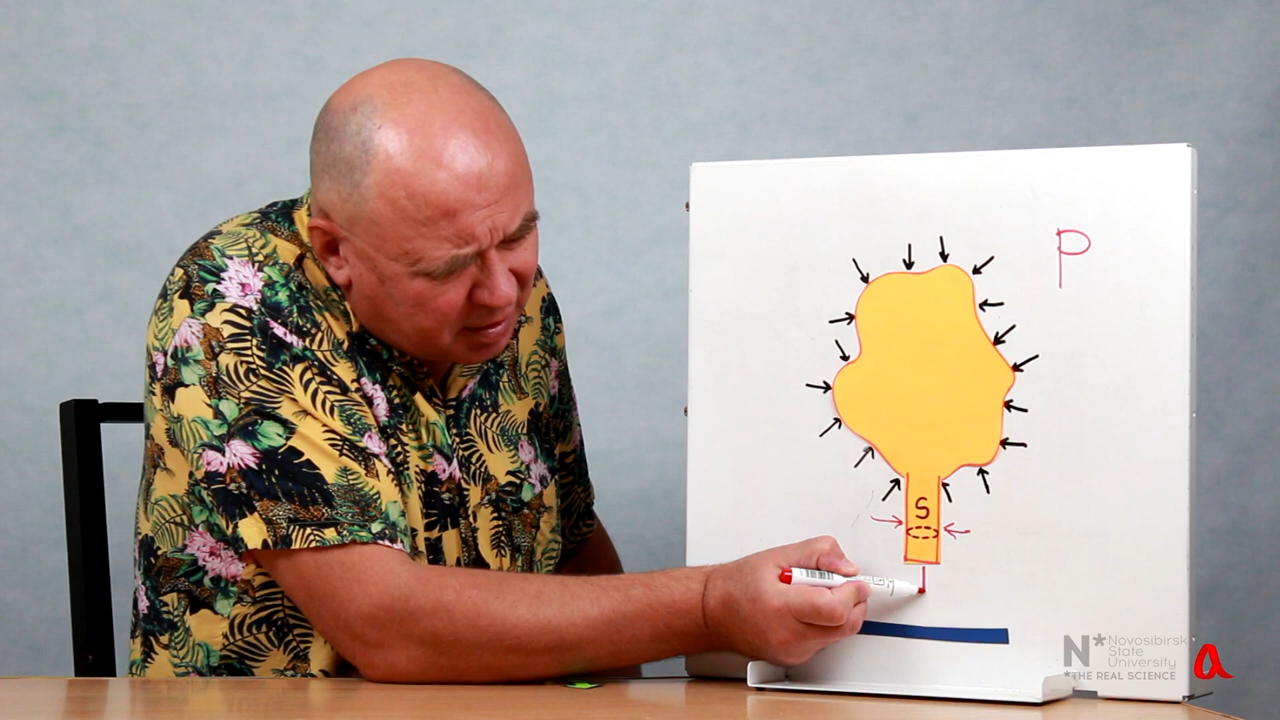 P
S
N* Novosibirsk
State
University
*THE REAL SCIENCE
a